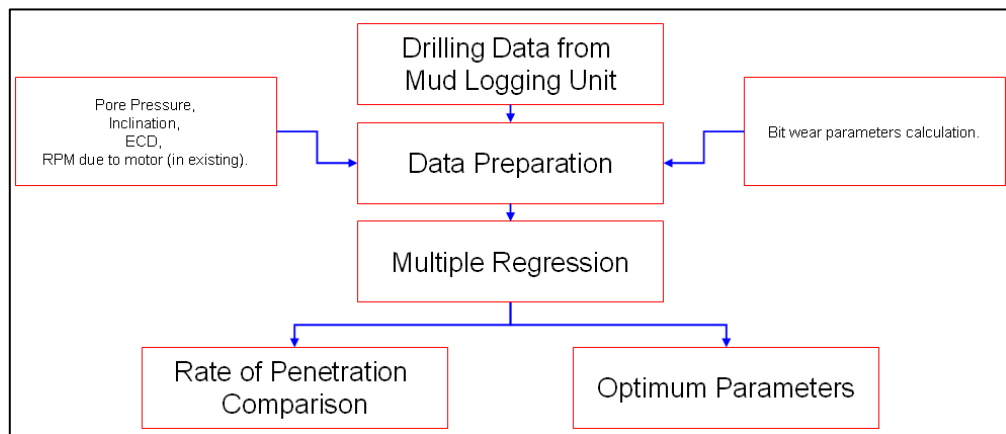 Drilling Data from
Mud Logging Unit
Pore Pressure,
Inclination,
ECD,
RPM due to motor (in existing).
Data Preparation
Bit wear parameters calculation.
Multiple Regression
Rate of Penetration
Comparison
Optimum Parameters